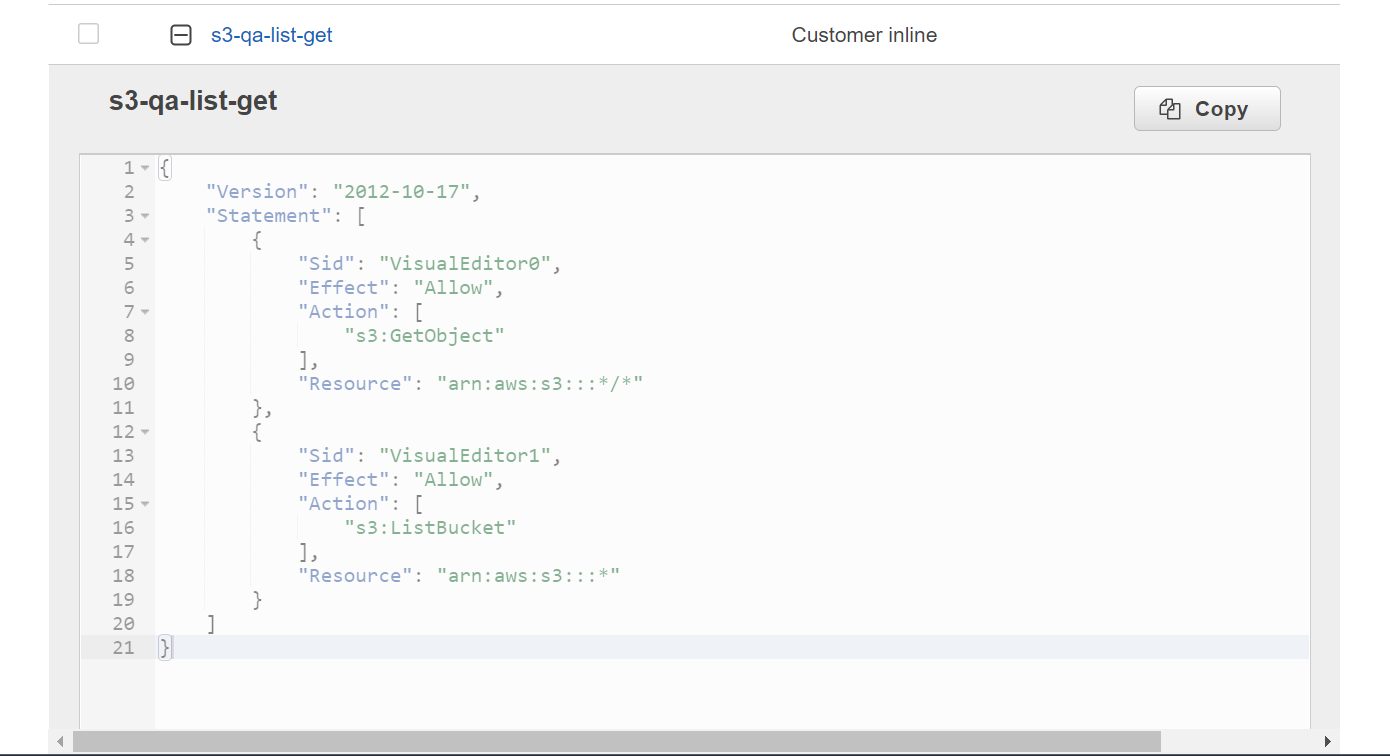 s3-qa-list-get Customer inline
s3-qa-list-get
Copy
1 {
2     "Version": "2012-10-17",
3     "Statement": [
4         {
5             "Sid": "VisualEditor0",
6             "Effect": "Allow",
7             "Action": [
8                 "s3:GetObject"
9             ],
10             "Resource": "arn:aws:s3:::*/*"
11         },
12         {
13             "Sid": "VisualEditor1",
14             "Effect": "Allow",
15             "Action": [
16                 "s3:ListBucket"
17             ],
18             "Resource": "arn:aws:s3:::*"
19         }
20     ]
21 }